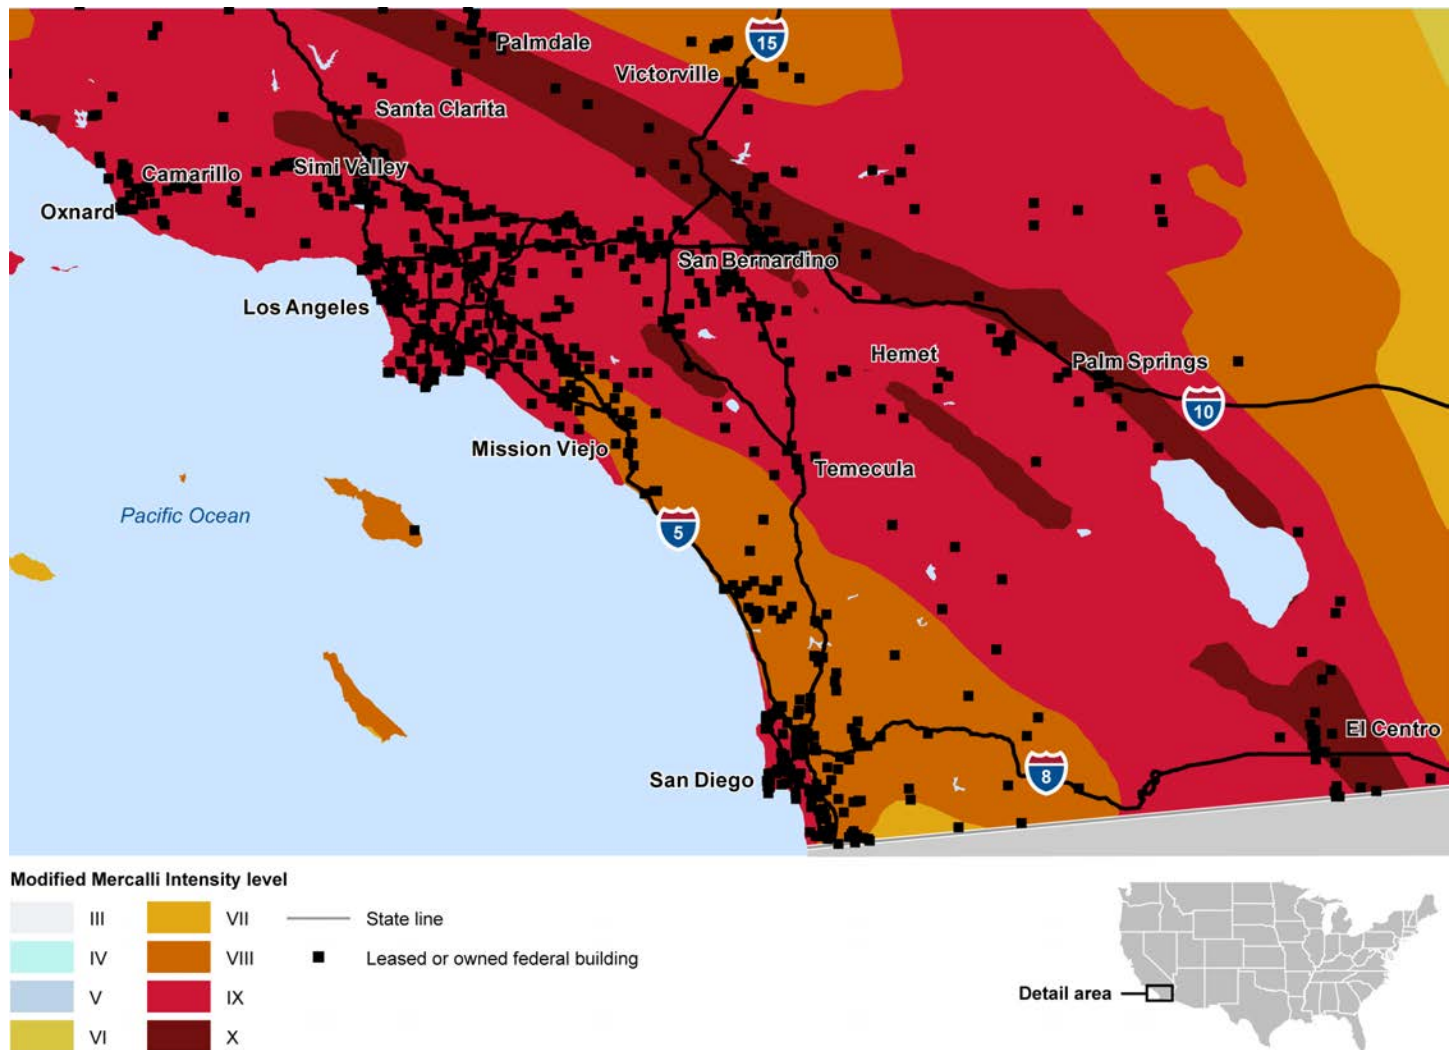 Palmdale
15
Victorville
Santa Clarita
Simi Valley
Camarillo
Oxnard
San Bernardino
Los Angeles
Hemet
Palm Springs
10
Mission Viejo
Temecula
Pacific Ocean
5
El Centro
San Diego
8
Modified Mercalli Intensity level
III
VII
State line
IV
VIII
Leased or owned federal building
V
IX
Detail area
VI
X